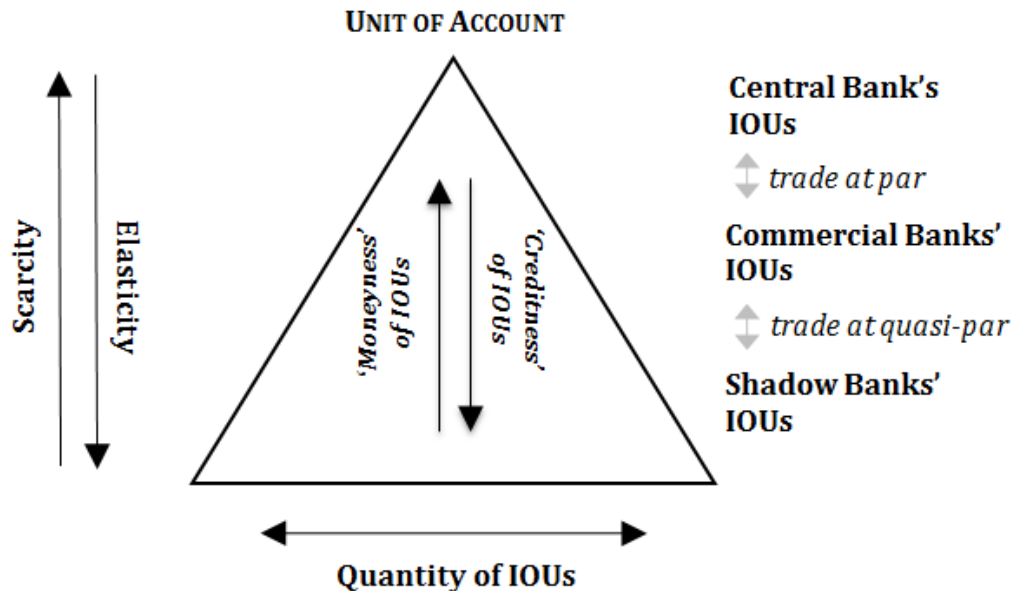 UNIT OF ACCOUNT
Scarcity
Elasticity
‘Moneyness’
of IOUs
‘Creditness’
of IOUs
Central Bank’s
IOUs
trade at par
Commercial Banks’
IOUs
trade at quasi-par
Shadow Banks’
IOUs
Quantity of IOUs